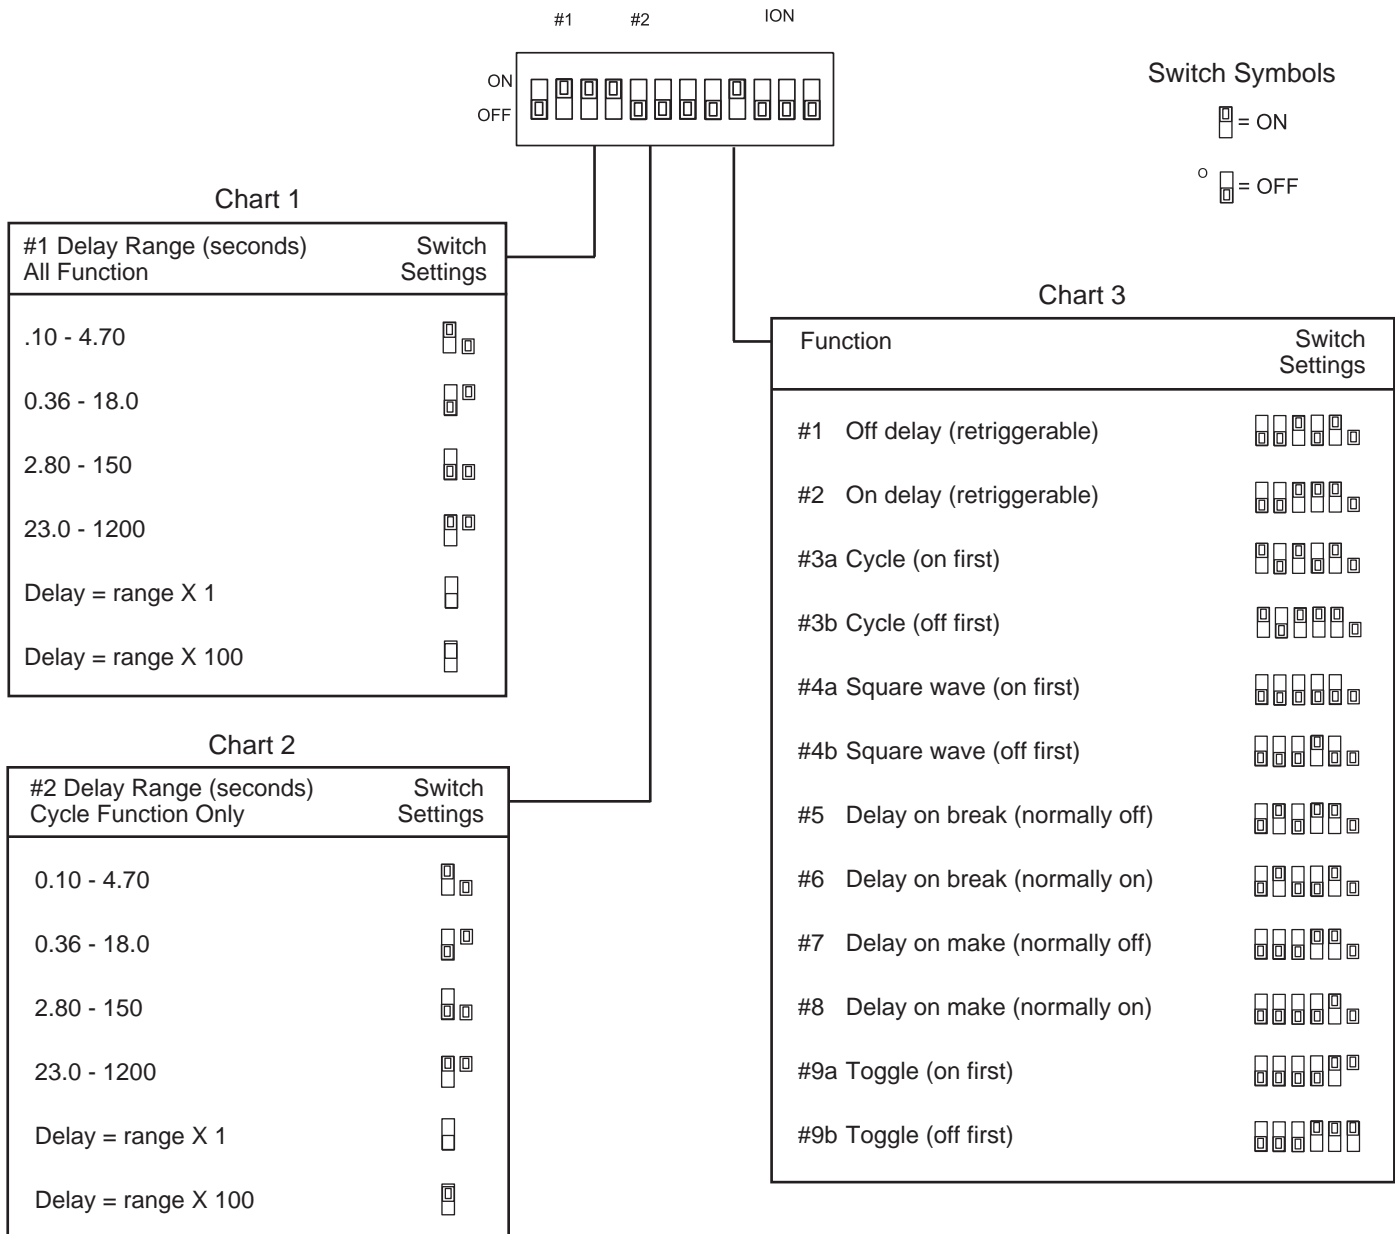 #1 #2 ION
ON
OFF
Switch Symbols
= ON
O
= OFF
Chart 1
#1 Delay Range (seconds) Switch
All Function Settings
.10 - 4.70
0.36 - 18.0
2.80 - 150
23.0 - 1200
Delay = range X 1
Delay = range X 100
Chart 2
#2 Delay Range (seconds) Switch
Cycle Function Only Settings
0.10 - 4.70
0.36 - 18.0
2.80 - 150
23.0 - 1200
Delay = range X 1
Delay = range X 100
Chart 3
Function Switch
Settings
#1 Off delay (retriggerable)
#2 On delay (retriggerable)
#3a Cycle (on first)
#3b Cycle (off first)
#4a Square wave (on first)
#4b Square wave (off first)
#5 Delay on break (normally off)
#6 Delay on break (normally on)
#7 Delay on make (normally off)
#8 Delay on make (normally on)
#9a Toggle (on first)
#9b Toggle (off first)